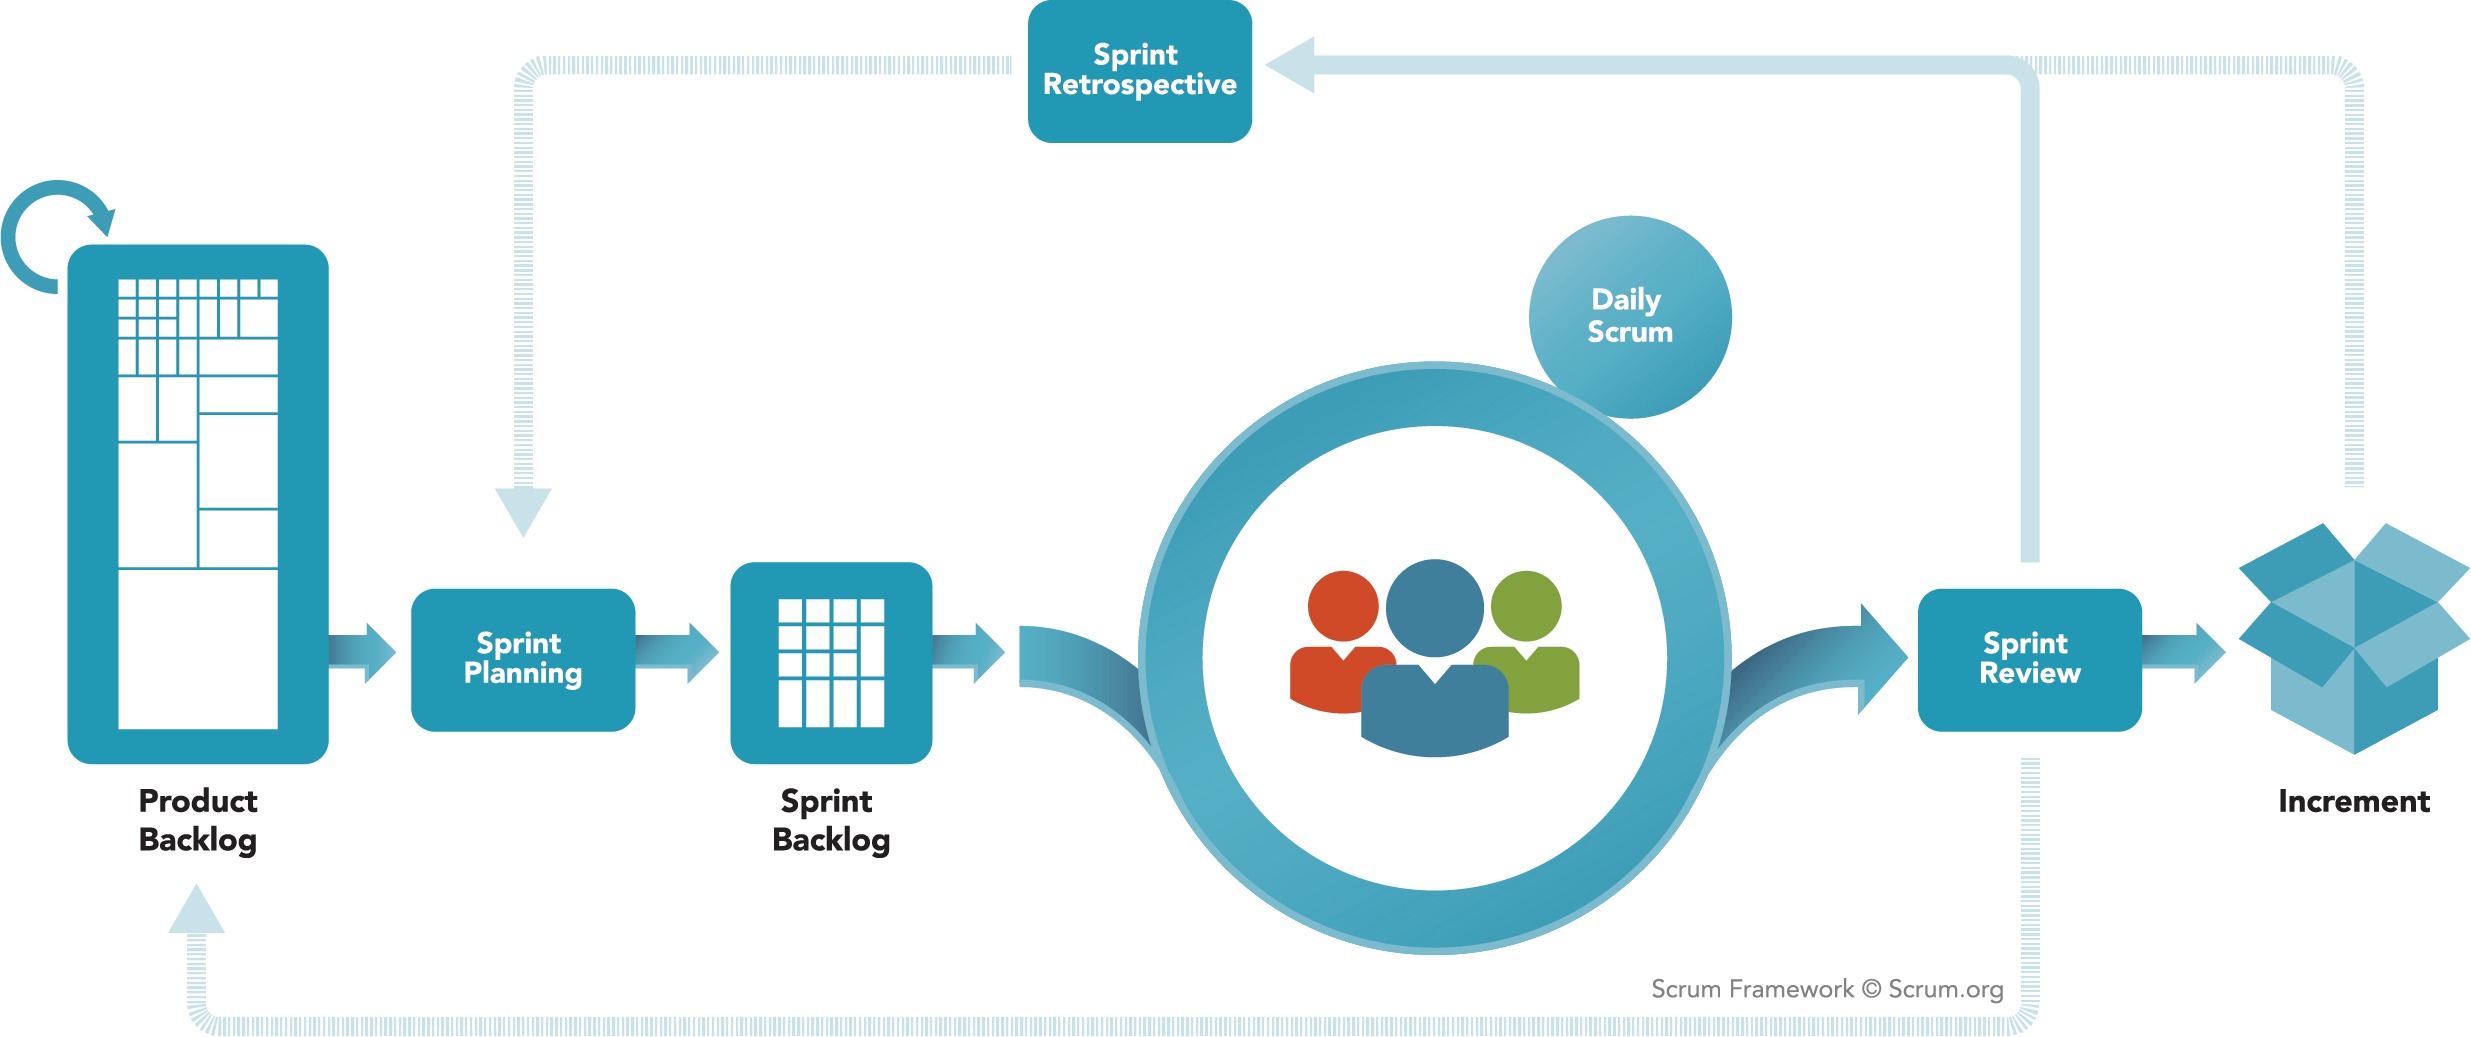 Sprint
Retrospective
Daily
Scrum
Sprint
Planning
Sprint
Review
Product
Backlog
Sprint
Backlog
Increment
Scrum Framework © Scrum.org